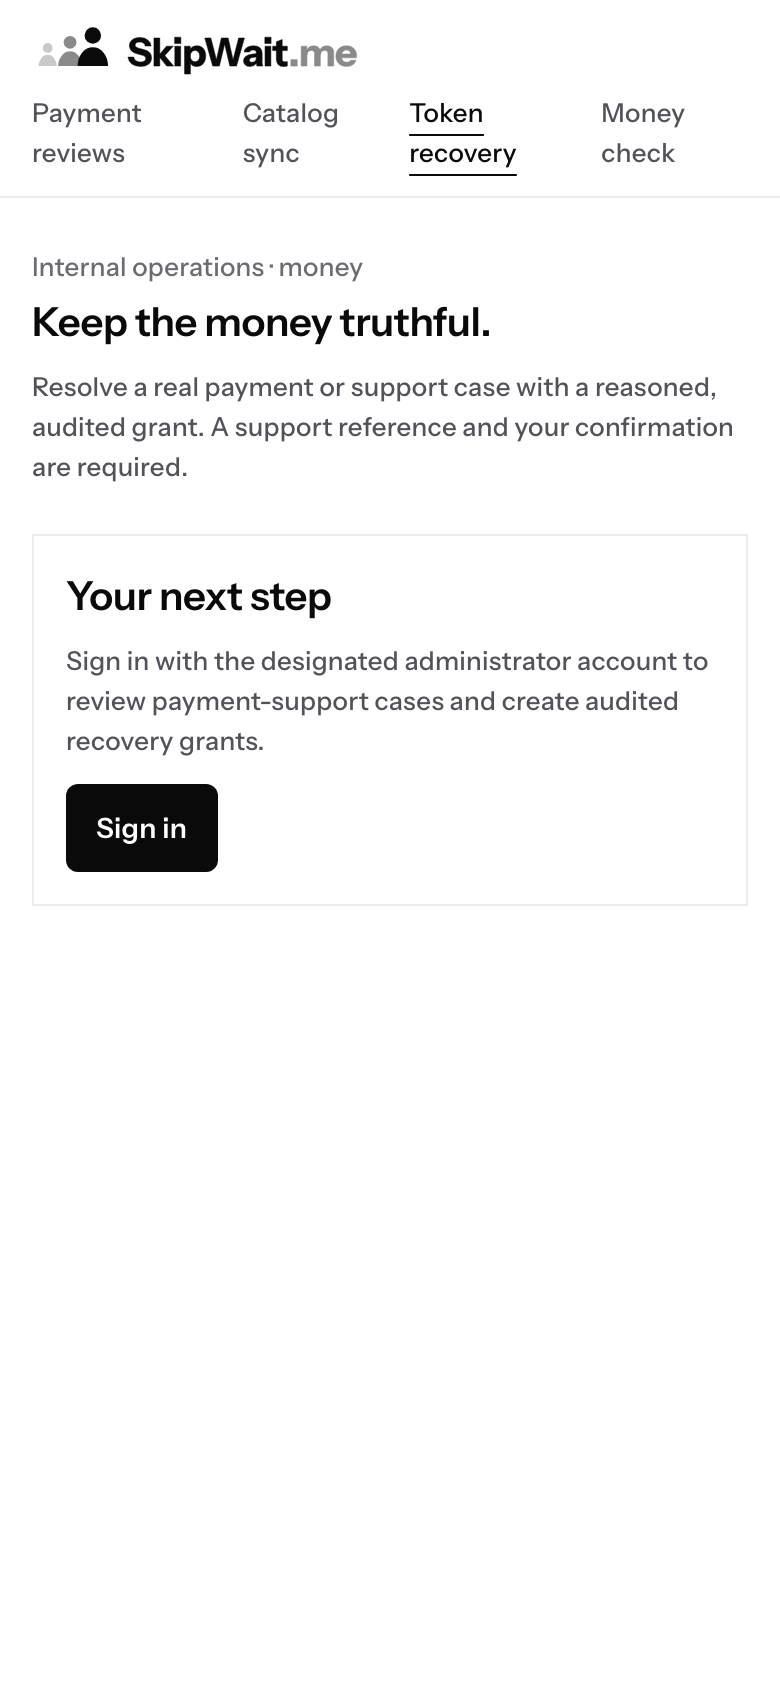 SkipWait.me
Payment reviews
Catalog sync
Token recovery
Money check
Internal operations · money
Keep the money truthful.
Resolve a real payment or support case with a reasoned,
audited grant. A support reference and your confirmation
are required.
Your next step
Sign in with the designated administrator account to
review payment-support cases and create audited
recovery grants.
Sign in